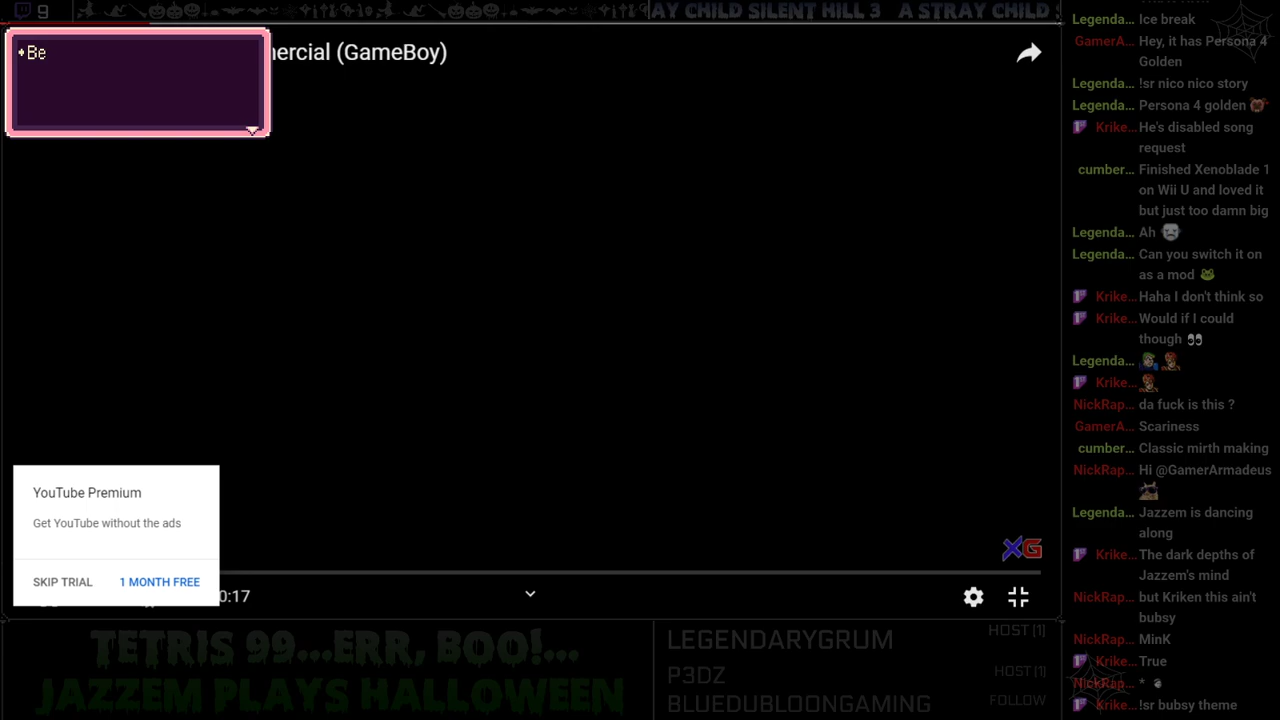 9
AY CHILD SILENT HILL 3 A STRAY CHILD
Be
nercial (GameBoy)
YouTube Premium
Get YouTube without the ads
SKIP TRIAL
1 MONTH FREE
0:17
XG
TETRIS 99...ERR, BOO!...
JAZZEM PLAYS HALLOWEEN
LEGENDARYGRUM
HOST [1]
P3DZ
HOST [1]
BLUEDUBLOONGAMING
FOLLOW
Legenda... Ice break
GamerA... Hey, it has Persona 4
Golden
Legenda... !sr nico nico story
Legenda... Persona 4 golden
Krike... He's disabled song
request
cumber... Finished Xenoblade 1
on Wii U and loved it
but just too damn big
Legenda... Ah
Legenda... Can you switch it on
as a mod
Krike... Haha I don't think so
Krike... Would if I could
though 👀
Legenda...
Krike...
NickRap... da fuck is this ?
GamerA... Scariness
cumber... Classic mirth making
NickRap... Hi @GamerArmadeus
Legenda... Jazzem is dancing
along
Krike... The dark depths of
Jazzem's mind
NickRap... but Kriken this ain't
bubsy
NickRap... MinK
Krike... True
NickRap... *
Krike... !sr bubsy theme